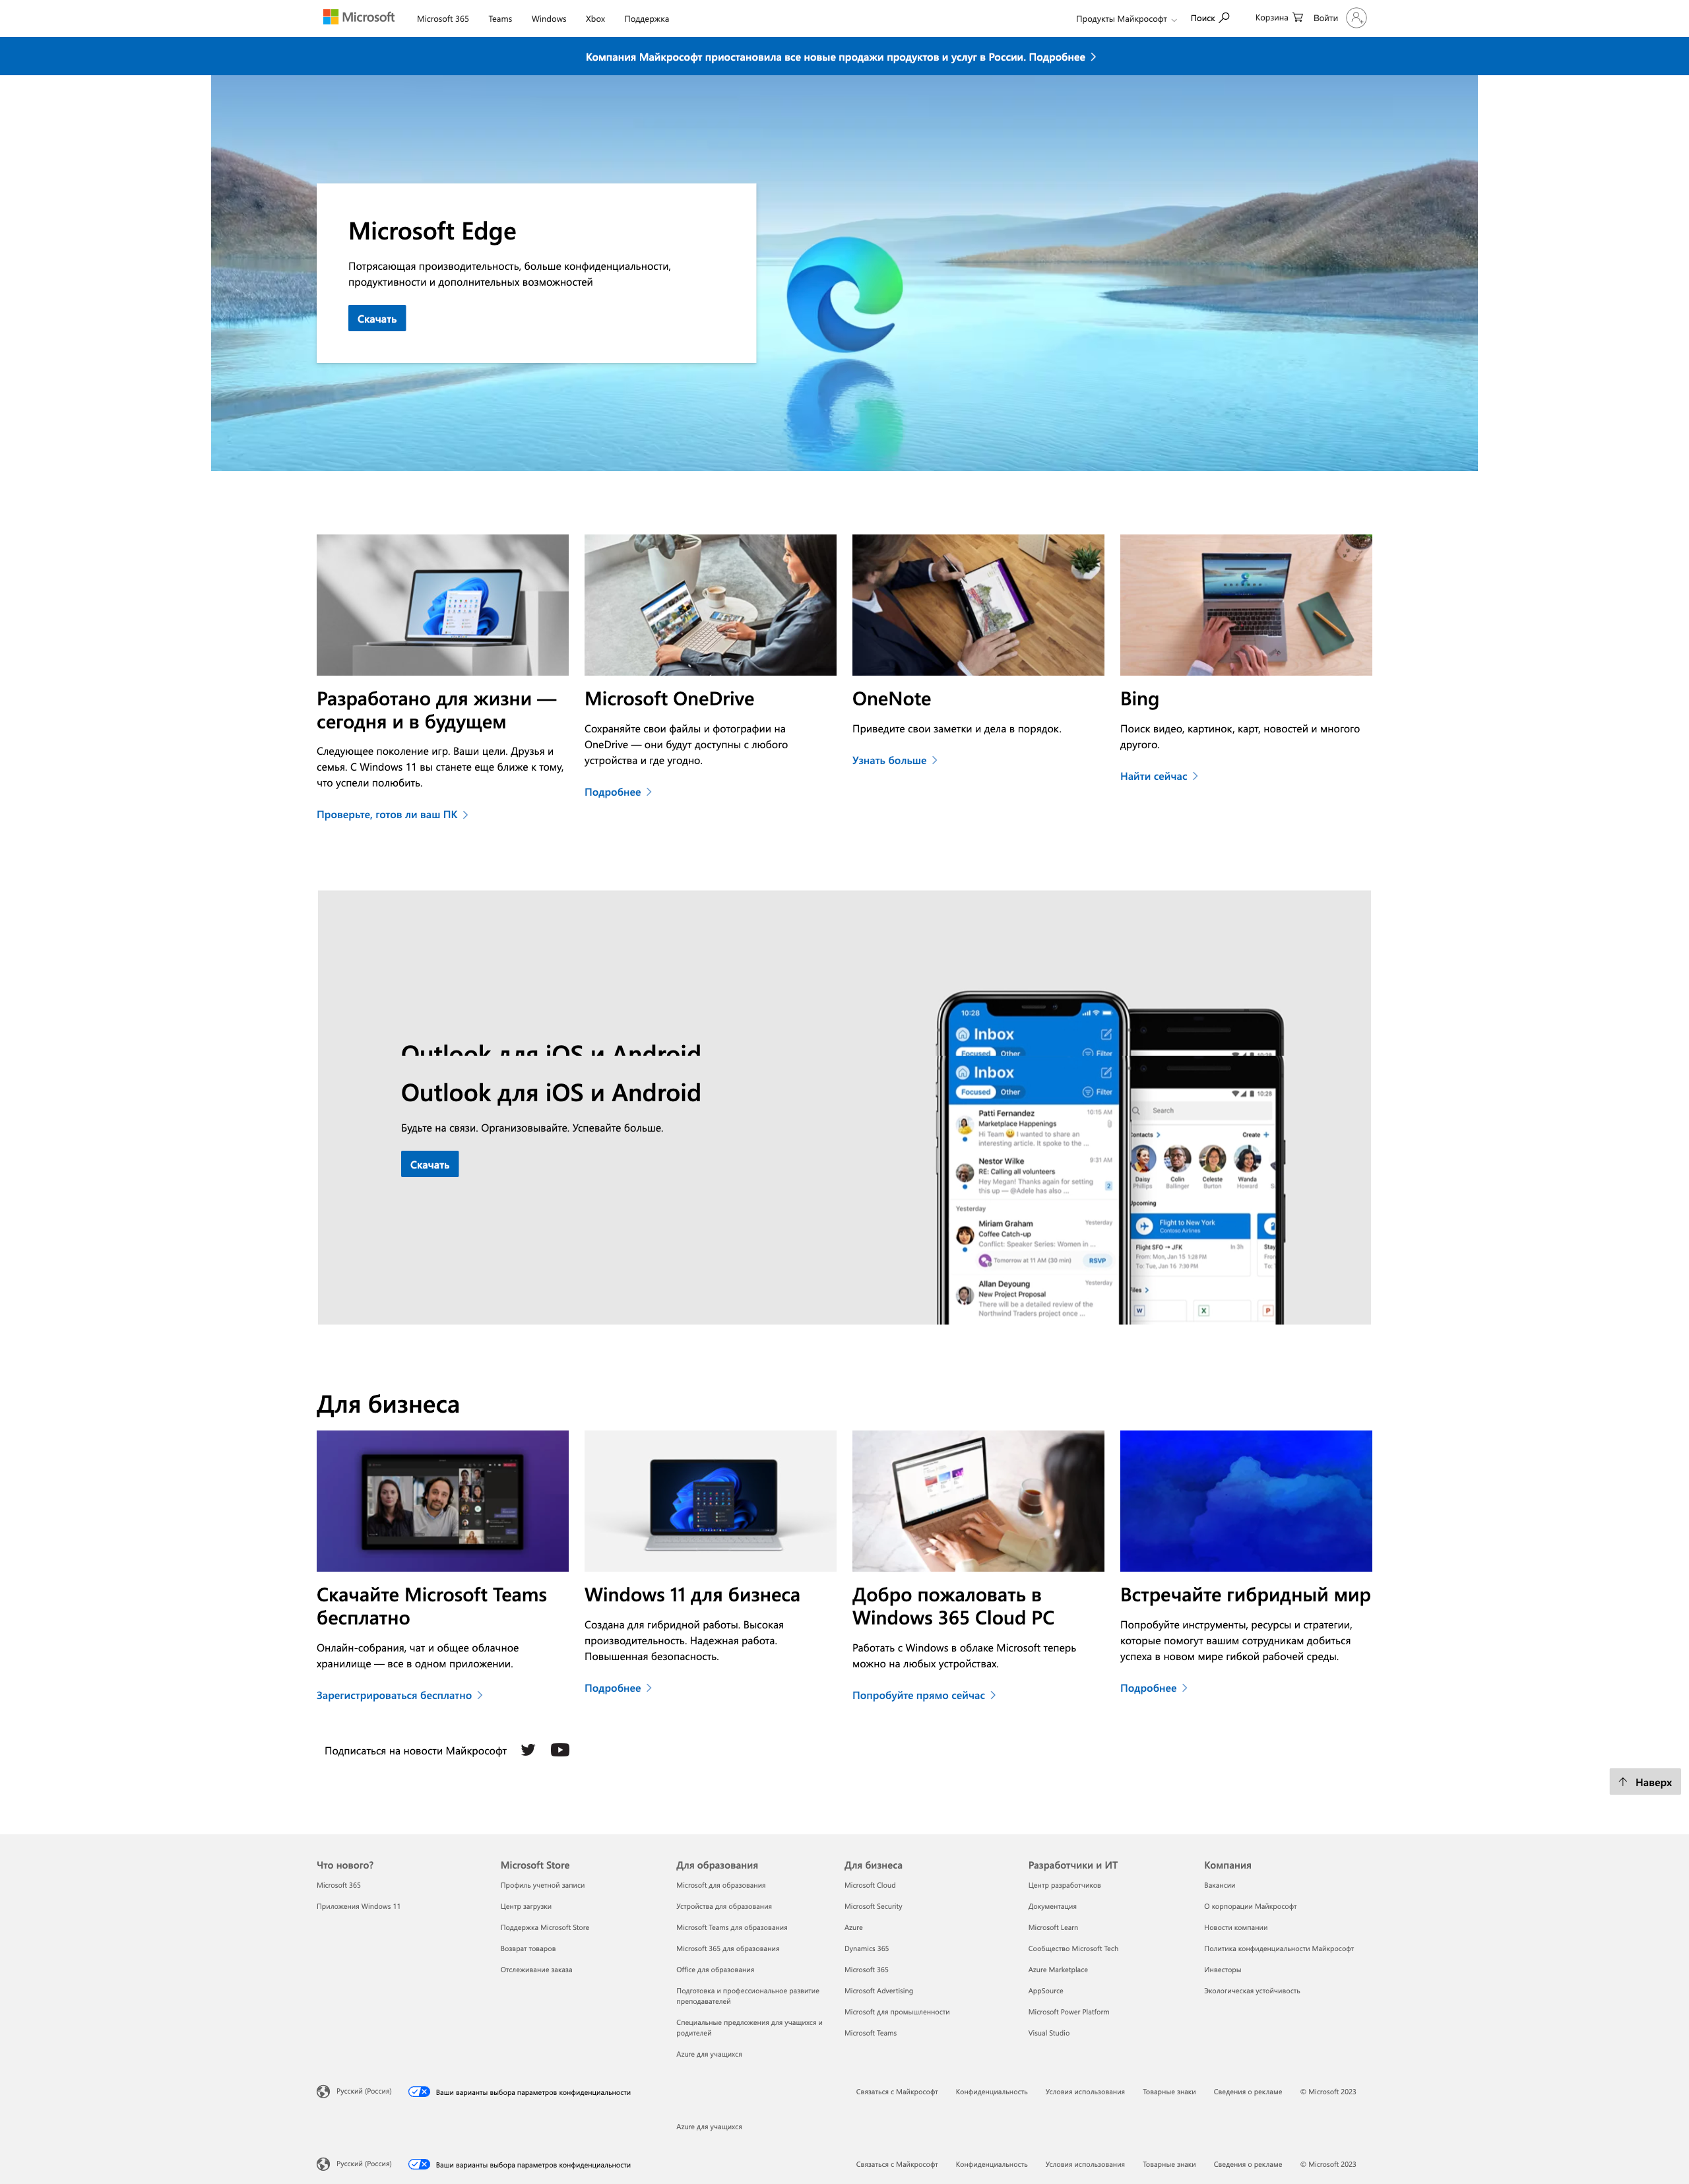 Microsoft
Microsoft 365
Teams
Windows
Xbox
Поддержка
Продукты Майкрософт
Поиск
Корзина
Войти
Компания Майкрософт приостановила все новые продажи продуктов и услуг в России. Подробнее
Microsoft Edge
Потрясающая производительность, больше конфиденциальности,
продуктивности и дополнительных возможностей
Скачать
Разработано для жизни —
сегодня и в будущем
Следующее поколение игр. Ваши цели. Друзья и
семья. С Windows 11 вы станете еще ближе к тому,
что успели полюбить.
Проверьте, готов ли ваш ПК
Microsoft OneDrive
Сохраняйте свои файлы и фотографии на
OneDrive — они будут доступны с любого
устройства и где угодно.
Подробнее
OneNote
Приведите свои заметки и дела в порядок.
Узнать больше
Bing
Поиск видео, картинок, карт, новостей и многого
другого.
Найти сейчас
Outlook для iOS и Android
Outlook для iOS и Android
Будьте на связи. Организовывайте. Успевайте больше.
Скачать
10:28
Inbox
Focused Other
Filter
10:28
Inbox
Focused Other
Filter
Patti Fernandez
10:15 AM
Marketplace Happenings
Hi Team I wanted to share an
interesting article. It spoke to the ...
Nestor Wilke
9:31 AM
RE: Calling all volunteers
Hey Megan! Thanks again for setting
this up — @Adele has also ...
2
Yesterday
Miriam Graham
Yesterday
Coffee Catch-up
Conflict: Speaker Series: Women in ...
Tomorrow at 11 AM (30 min)
RSVP
Allan Deyoung
Yesterday
New Project Proposal
There will be a detailed review of the
Northwind Traders project once ...
10:28
Search
ontacts
Create
Daisy
Phillips
Colin
Ballinger
Celeste
Burton
Wanda
Howard
pcoming
Flight to New York
Contoso Airlines
Flight SFO → JFK
In 3h
From: Mon, Jan 15 1:28 PM
To: Tue, Jan 16 7:30 PM
Stay
iles
W
X
P
Для бизнеса
Скачайте Microsoft Teams
бесплатно
Онлайн-собрания, чат и общее облачное
хранилище — все в одном приложении.
Зарегистрироваться бесплатно
Windows 11 для бизнеса
Создана для гибридной работы. Высокая
производительность. Надежная работа.
Повышенная безопасность.
Подробнее
Добро пожаловать в
Windows 365 Cloud PC
Работать с Windows в облаке Microsoft теперь
можно на любых устройствах.
Попробуйте прямо сейчас
Встречайте гибридный мир
Попробуйте инструменты, ресурсы и стратегии,
которые помогут вашим сотрудникам добиться
успеха в новом мире гибкой рабочей среды.
Подробнее
Подписаться на новости Майкрософт
Наверх
Что нового?
Microsoft 365
Приложения Windows 11
Microsoft Store
Профиль учетной записи
Центр загрузки
Поддержка Microsoft Store
Возврат товаров
Отслеживание заказа
Для образования
Microsoft для образования
Устройства для образования
Microsoft Teams для образования
Microsoft 365 для образования
Office для образования
Подготовка и профессиональное развитие
преподавателей
Специальные предложения для учащихся и
родителей
Azure для учащихся
Для бизнеса
Microsoft Cloud
Microsoft Security
Azure
Dynamics 365
Microsoft 365
Microsoft Advertising
Microsoft для промышленности
Microsoft Teams
Разработчики и ИТ
Центр разработчиков
Документация
Microsoft Learn
Сообщество Microsoft Tech
Azure Marketplace
AppSource
Microsoft Power Platform
Visual Studio
Компания
Вакансии
О корпорации Майкрософт
Новости компании
Политика конфиденциальности Майкрософт
Инвесторы
Экологическая устойчивость
Русский (Россия)
Ваши варианты выбора параметров конфиденциальности
Связаться с Майкрософт
Конфиденциальность
Условия использования
Товарные знаки
Сведения о рекламе
© Microsoft 2023
Azure для учащихся
Русский (Россия)
Ваши варианты выбора параметров конфиденциальности
Связаться с Майкрософт
Конфиденциальность
Условия использования
Товарные знаки
Сведения о рекламе
© Microsoft 2023